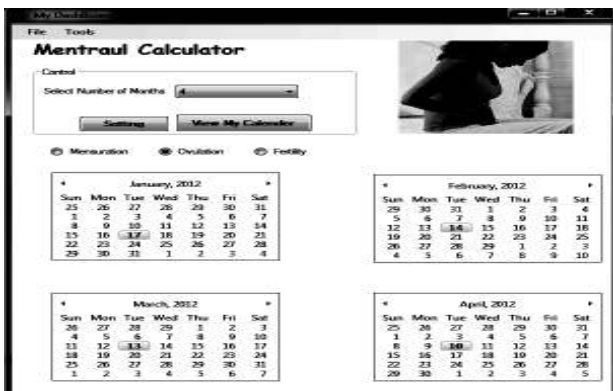 My Dashboard
File Tools
Mentraul Calculator
Control
Select Number of Months 4
Setting View My Calender
Mensuration Ovulation Fertility
January, 2012
Sun Mon Tue Wed Thu Fri Sat
25 26 27 28 29 30 31
1 2 3 4 5 6 7
8 9 10 11 12 13 14
15 16 17 18 19 20 21
22 23 24 25 26 27 28
29 30 31 1 2 3 4
February, 2012
Sun Mon Tue Wed Thu Fri Sat
29 30 31 1 2 3 4
5 6 7 8 9 10 11
12 13 14 15 16 17 18
19 20 21 22 23 24 25
26 27 28 29 1 2 3
4 5 6 7 8 9 10
March, 2012
Sun Mon Tue Wed Thu Fri Sat
26 27 28 29 1 2 3
4 5 6 7 8 9 10
11 12 13 14 15 16 17
18 19 20 21 22 23 24
25 26 27 28 29 30 31
1 2 3 4 5 6 7
April, 2012
Sun Mon Tue Wed Thu Fri Sat
25 26 27 28 29 30 31
1 2 3 4 5 6 7
8 9 10 11 12 13 14
15 16 17 18 19 20 21
22 23 24 25 26 27 28
29 30 1 2 3 4 5